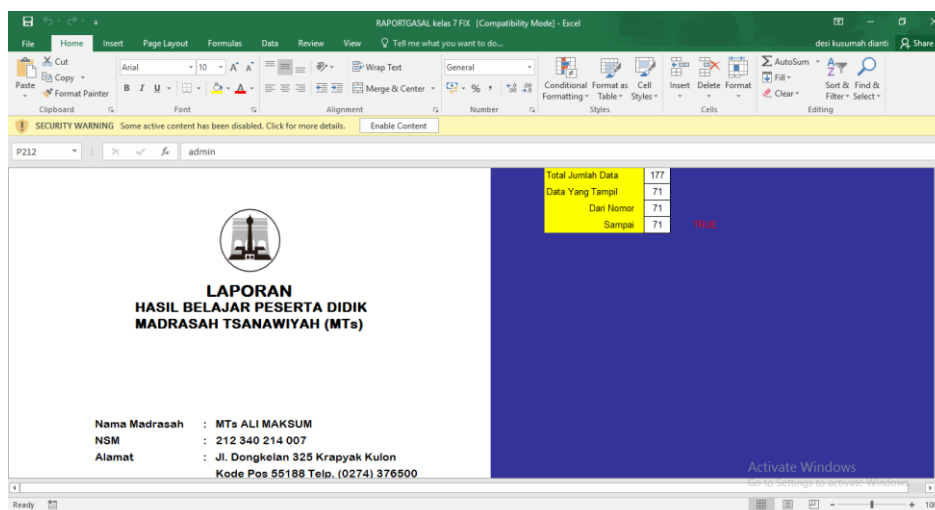 RAPORTGASAL kelas 7 FIX [Compatibility Mode] - Excel
File Home Insert Page Layout Formulas Data Review View Tell me what you want to do... desi kusumah dianti Share
Paste
Cut
Copy
Format Painter
Clipboard
Arial 10
B I U
Font
Wrap Text
Merge & Center
Alignment
General
Number
Conditional Formatting
Format as Table
Cell Styles
Styles
Insert Delete Format
Cells
AutoSum
Fill
Clear
Sort & Filter
Find & Select
Editing
SECURITY WARNING Some active content has been disabled. Click for more details. Enable Content
P212 fx admin
Total Jumlah Data 177
Data Yang Tampil 71
Dari Nomor 71
Sampai 71 TRUE
LAPORAN
HASIL BELAJAR PESERTA DIDIK
MADRASAH TSANAWIYAH (MTs)
Nama Madrasah : MTs ALI MAKSUM
NSM : 212 340 214 007
Alamat : Jl. Dongkelan 325 Krapyak Kulon
Kode Pos 55188 Telp. (0274) 376500
Activate Windows
Go to Settings to activate Windows.
Ready